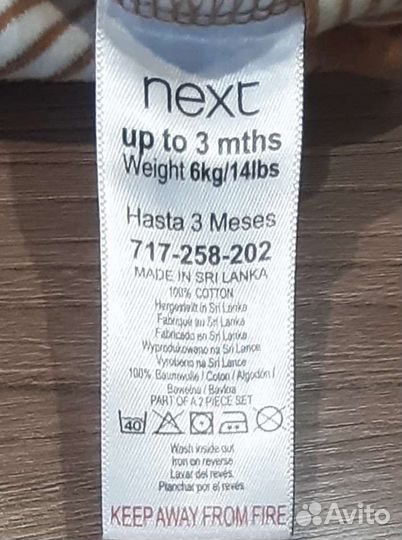 next
up to 3 mths
Weight 6kg/14lbs
Hasta 3 Meses
717-258-202
MADE IN SRI LANKA
100% COTTON
Hergestellt in Sri Lanka
Fabriqué au Sri Lanka
Fabricado en Sri Lanka
Wyprodukowano na Sri Lance
Vyrobeno na Sri Lance
100% Baumwolle / Coton / Algodón /
Bawełna / Bavlna
PART OF A 2 PIECE SET
40
Wash inside out
Iron on reverse
Lavar del revés.
Planchar por el revés.
KEEP AWAY FROM FIRE
Avito